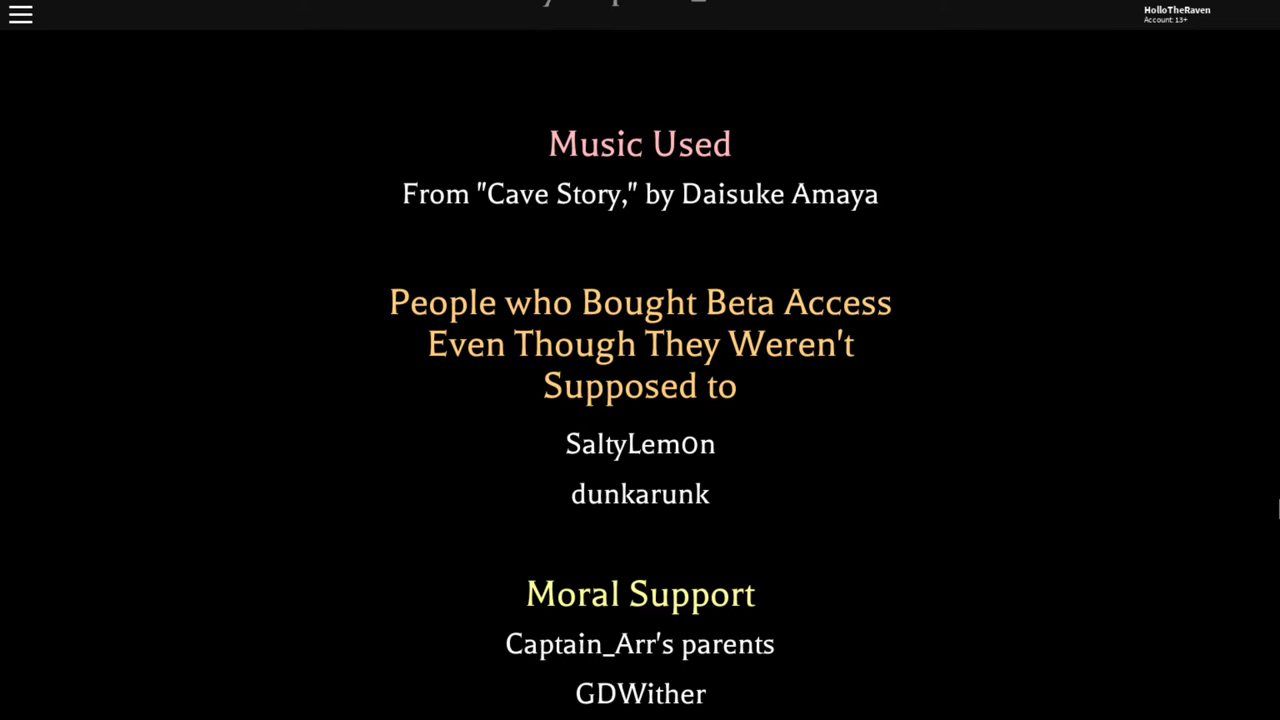 HolloTheRaven
Account: 13+
Music Used
From "Cave Story," by Daisuke Amaya
People who Bought Beta Access
Even Though They Weren't
Supposed to
SaltyLem0n
dunkarunk
Moral Support
Captain_Arr's parents
GDWither